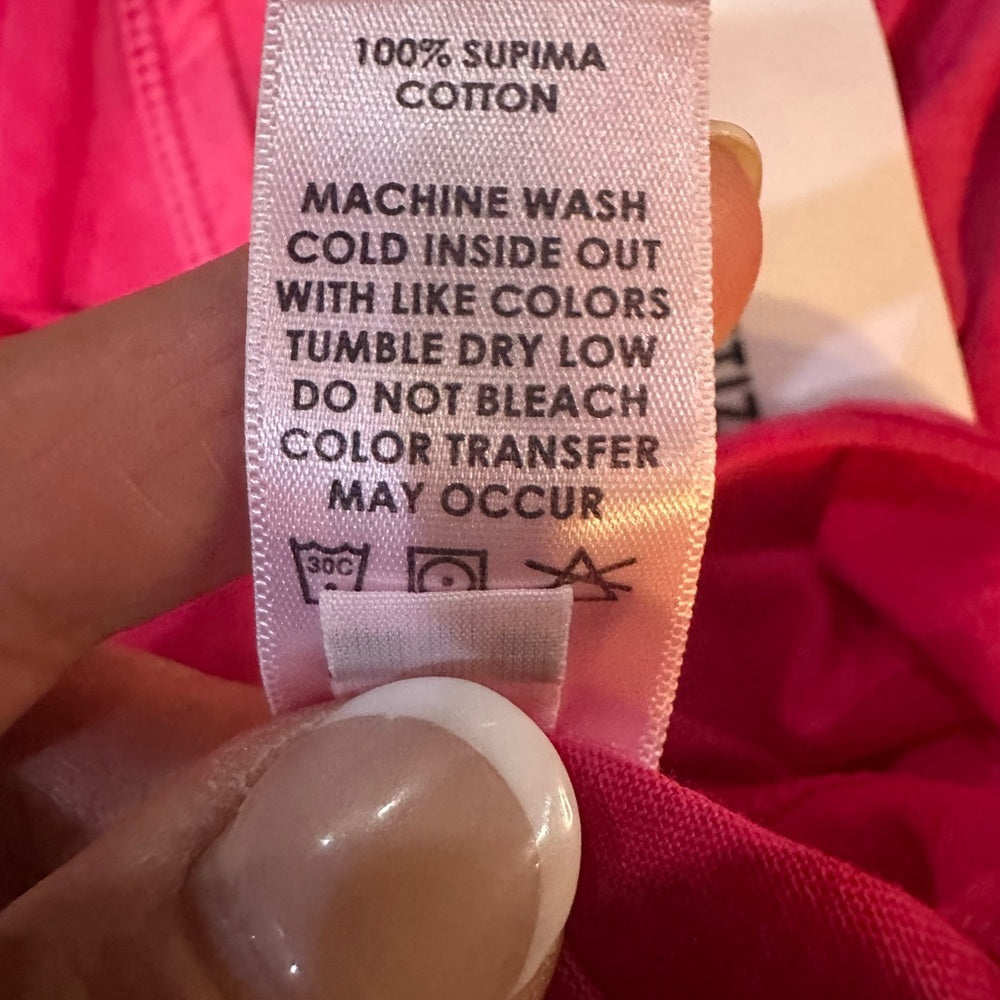 100% SUPIMA
COTTON
MACHINE WASH
COLD INSIDE OUT
WITH LIKE COLORS
TUMBLE DRY LOW
DO NOT BLEACH
COLOR TRANSFER
MAY OCCUR
30C